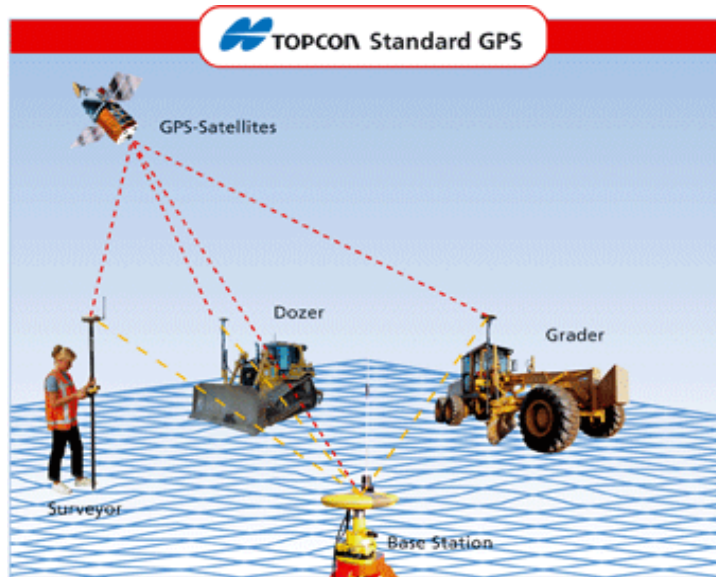 TOPCON Standard GPS
GPS-Satellites
Dozer
Grader
Surveyor
Base Station